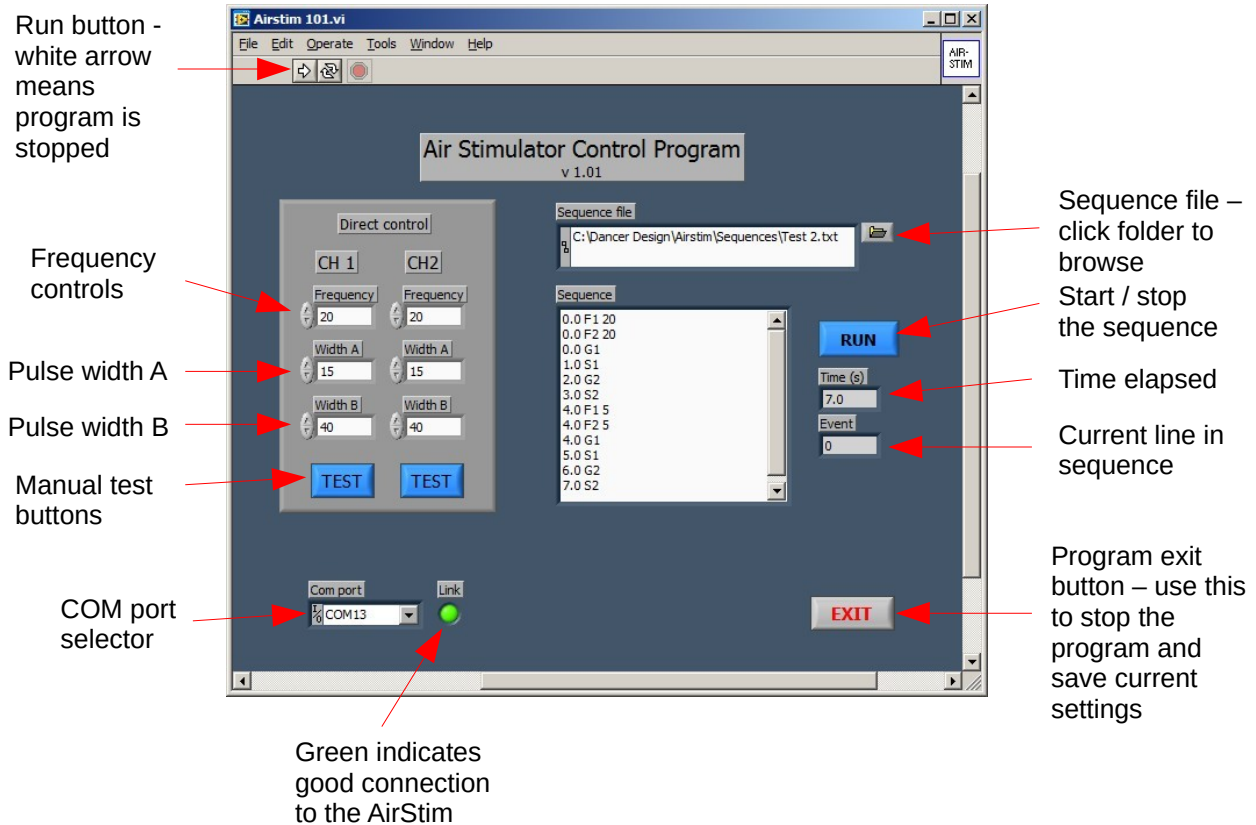 Run button -
white arrow
means
program is
stopped
Frequency
controls
Pulse width A
Pulse width B
Manual test
buttons
COM port
selector
Airstim 101.vi
File Edit Operate Tools Window Help
AIR-
STIM
Air Stimulator Control Program
v 1.01
Direct control
CH 1 CH2
Frequency Frequency
20 20
Width A Width A
15 15
Width B Width B
40 40
TEST TEST
Sequence file
C:\Dancer Design\Airstim\Sequences\Test 2.txt
Sequence
0.0 F1 20
0.0 F2 20
0.0 G1
1.0 S1
2.0 G2
3.0 S2
4.0 F1 5
4.0 F2 5
4.0 G1
5.0 S1
6.0 G2
7.0 S2
RUN
Time (s)
7.0
Event
0
Com port Link
I/O COM13
EXIT
Sequence file –
click folder to
browse
Start / stop
the sequence
Time elapsed
Current line in
sequence
Program exit
button – use this
to stop the
program and
save current
settings
Green indicates
good connection
to the AirStim